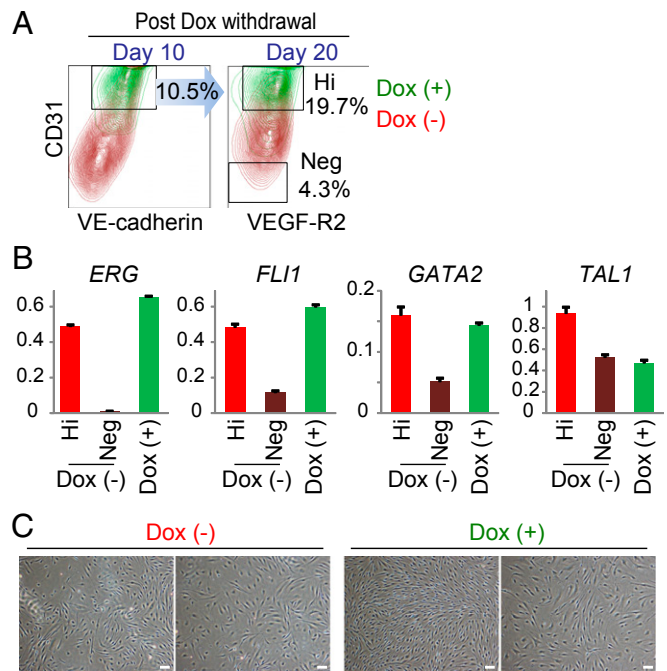 A
Post Dox withdrawal
Day 10
Day 20
10.5%
Hi
19.7%
Neg
4.3%
Dox (+)
Dox (-)
CD31
VE-cadherin
VEGF-R2
B
ERG
FLI1
GATA2
TAL1
0.6
0.4
0.2
0
0.6
0.4
0.2
0
0.2
0.15
0.1
0
1
0.8
0.6
0.4
0.2
0
Hi
Neg
Dox (+)
Dox (-)
Hi
Neg
Dox (+)
Dox (-)
Hi
Neg
Dox (+)
Dox (-)
Hi
Neg
Dox (+)
Dox (-)
C
Dox (-)
Dox (+)